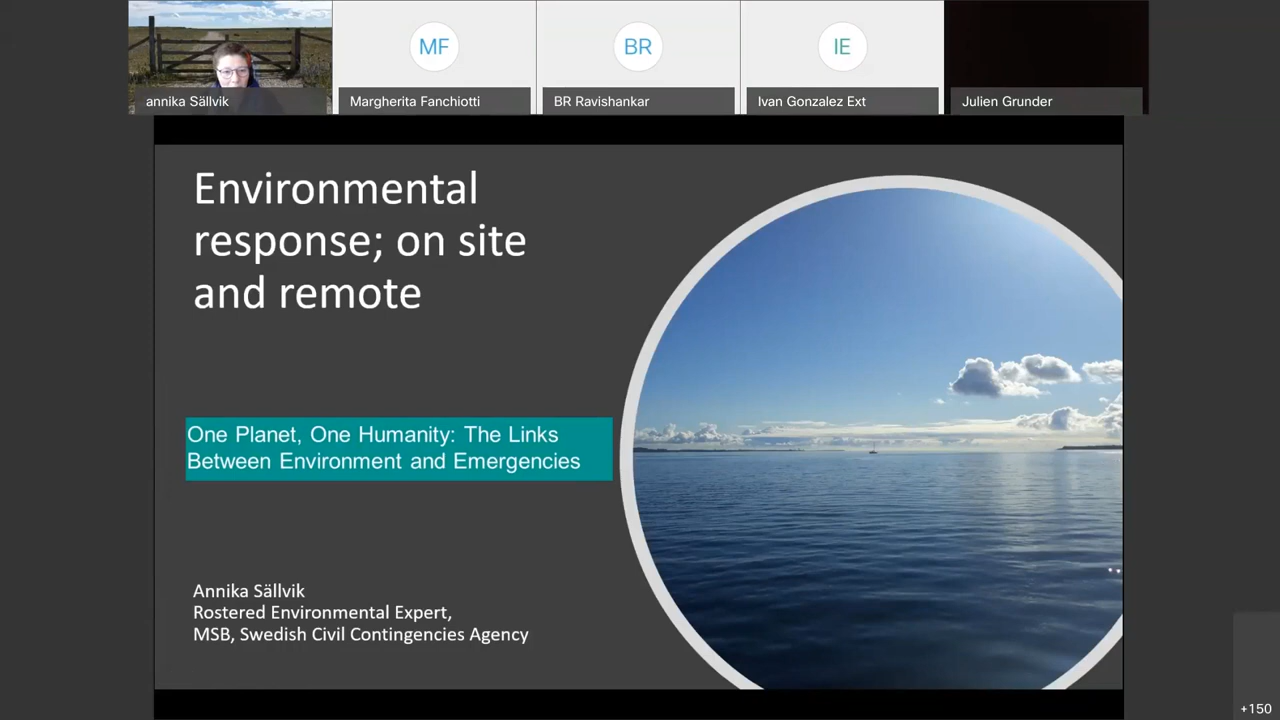 MF
BR
IE
annika Sällvik
Margherita Fanchiotti
BR Ravishankar
Ivan Gonzalez Ext
Julien Grunder
Environmental
response; on site
and remote
One Planet, One Humanity: The Links
Between Environment and Emergencies
Annika Sällvik
Rostered Environmental Expert,
MSB, Swedish Civil Contingencies Agency
+150